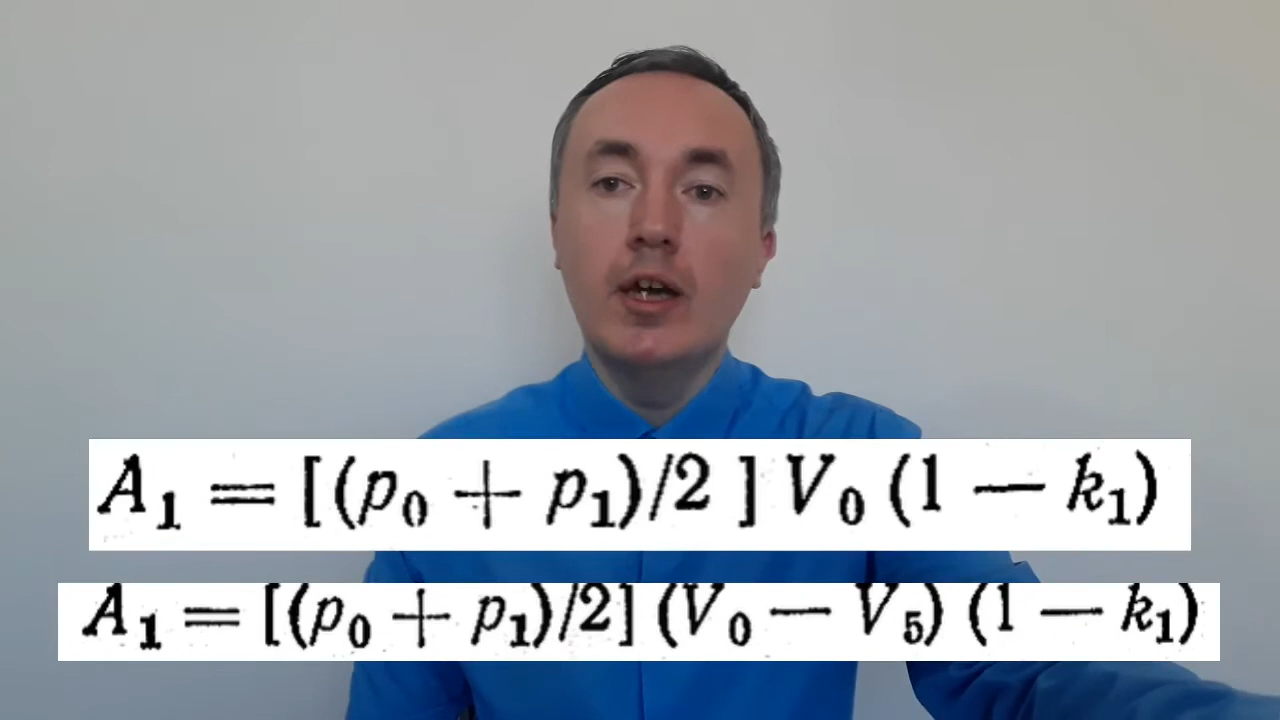 A₁ = [(p₀ + p₁)/2 ] V₀ (1 — k₁)
A₁ = [(p₀ + p₁)/2] (V₀ — V₅) (1 — k₁)